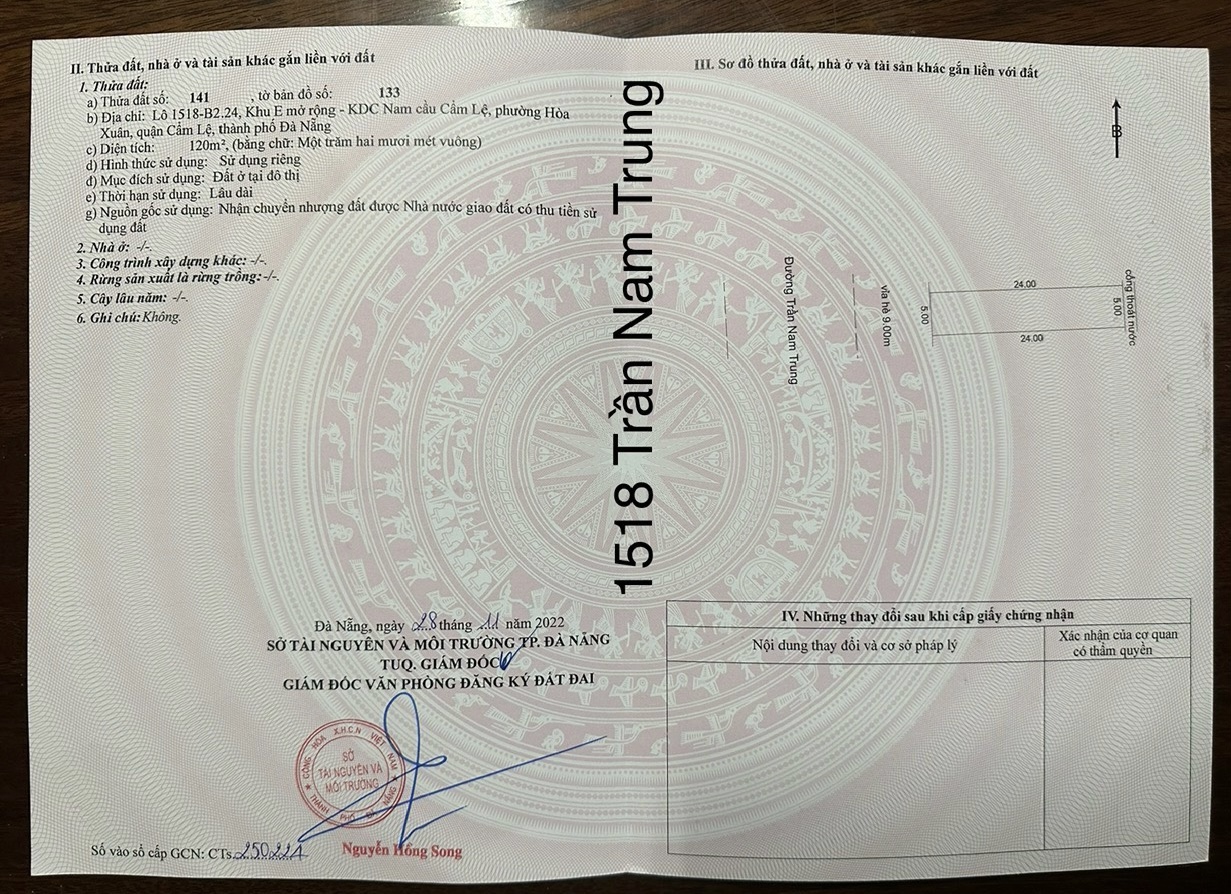 II. Thửa đất, nhà ở và tài sản khác gắn liền với đất
1. Thửa đất:
a) Thửa đất số: 141 , tờ bản đồ số: 133
b) Địa chỉ: Lô 1518-B2.24, Khu E mở rộng - KDC Nam cầu Cẩm Lệ, phường Hòa
Xuân, quận Cẩm Lệ, thành phố Đà Nẵng
c) Diện tích: 120m², (bằng chữ: Một trăm hai mươi mét vuông)
d) Hình thức sử dụng: Sử dụng riêng
đ) Mục đích sử dụng: Đất ở tại đô thị
e) Thời hạn sử dụng: Lâu dài
g) Nguồn gốc sử dụng: Nhận chuyển nhượng đất được Nhà nước giao đất có thu tiền sử
dụng đất
2. Nhà ở: -/-.
3. Công trình xây dựng khác: -/-.
4. Rừng sản xuất là rừng trồng: -/-.
5. Cây lâu năm: -/-.
6. Ghi chú: Không.
Đà Nẵng, ngày 28 tháng 11 năm 2022
SỞ TÀI NGUYÊN VÀ MÔI TRƯỜNG TP. ĐÀ NẴNG
TUQ. GIÁM ĐỐC
GIÁM ĐỐC VĂN PHÒNG ĐĂNG KÝ ĐẤT ĐAI
CỘNG HÒA X.H.C.N VIỆT NAM
SỞ
TÀI NGUYÊN VÀ
MÔI TRƯỜNG
THÀNH PHỐ ĐÀ NẴNG
Nguyễn Hồng Song
Số vào sổ cấp GCN: CTs 250221
1518 Trần Nam Trung
III. Sơ đồ thửa đất, nhà ở và tài sản khác gắn liền với đất
B
Đường Trần Nam Trung
vỉa hè 9.00m
5.00
24.00
24.00
5.00
cống thoát nước
IV. Những thay đổi sau khi cấp giấy chứng nhận
Nội dung thay đổi và cơ sở pháp lý
Xác nhận của cơ quan
có thẩm quyền